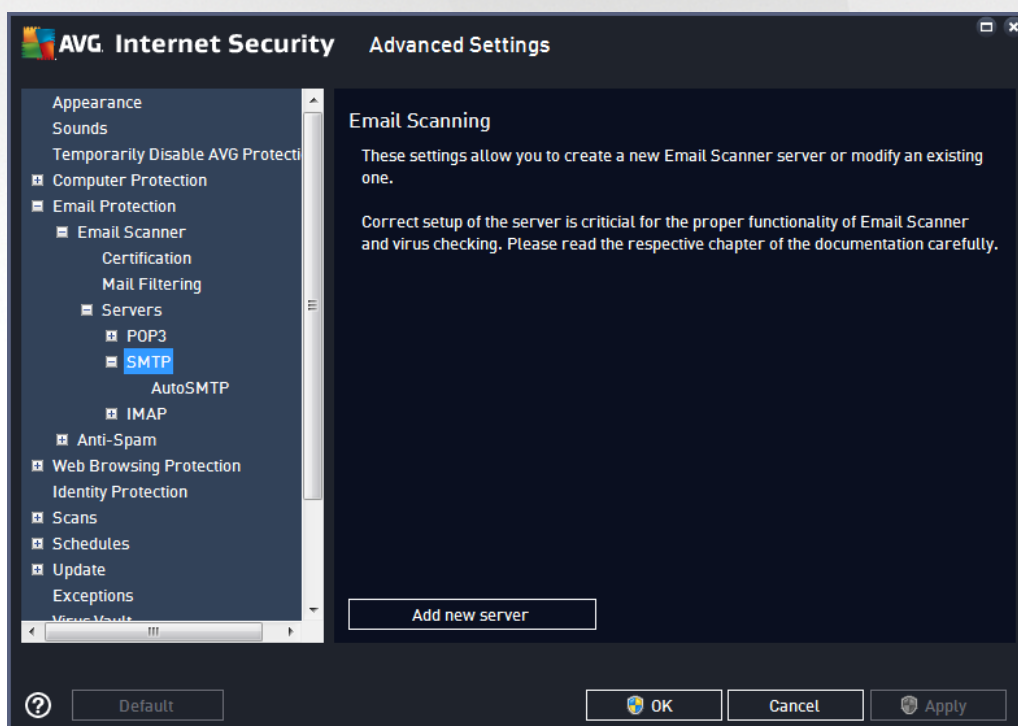 AVG. Internet Security Advanced Settings
Appearance
Sounds
Temporarily Disable AVG Protecti
Computer Protection
Email Protection
Email Scanner
Certification
Mail Filtering
Servers
POP3
SMTP
AutoSMTP
IMAP
Anti-Spam
Web Browsing Protection
Identity Protection
Scans
Schedules
Update
Exceptions
Virus Vault
Email Scanning
These settings allow you to create a new Email Scanner server or modify an existing
one.
Correct setup of the server is criticial for the proper functionality of Email Scanner
and virus checking. Please read the respective chapter of the documentation carefully.
Add new server
Default
OK
Cancel
Apply